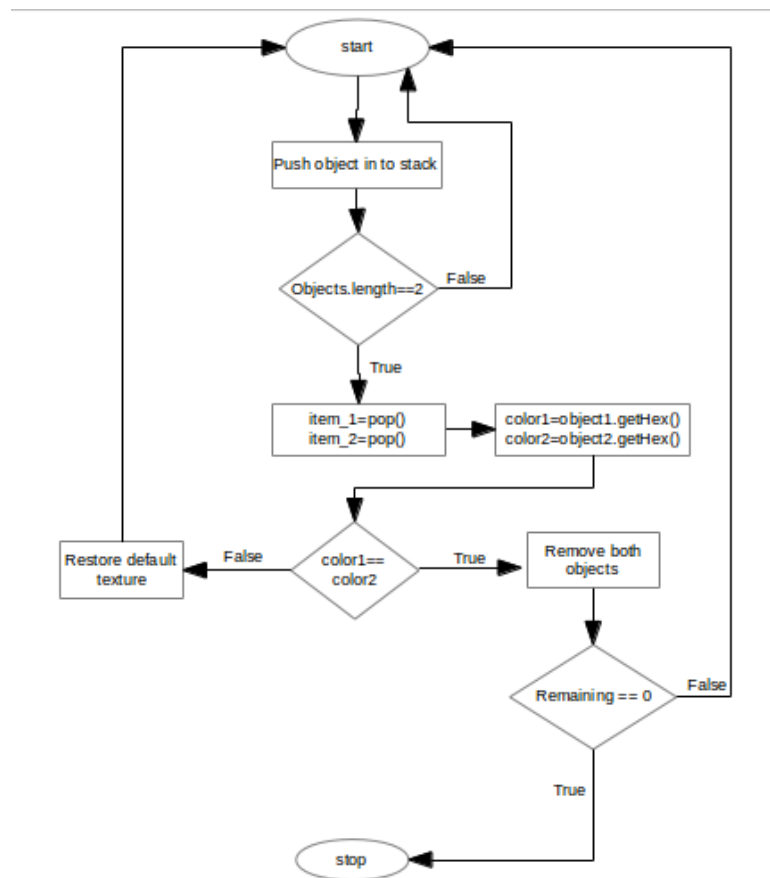 start
Push object in to stack
Objects.length==2
False
True
item_1=pop()
item_2=pop()
color1=object1.getHex()
color2=object2.getHex()
color1==
color2
False
True
Restore default
texture
Remove both
objects
Remaining == 0
False
True
stop